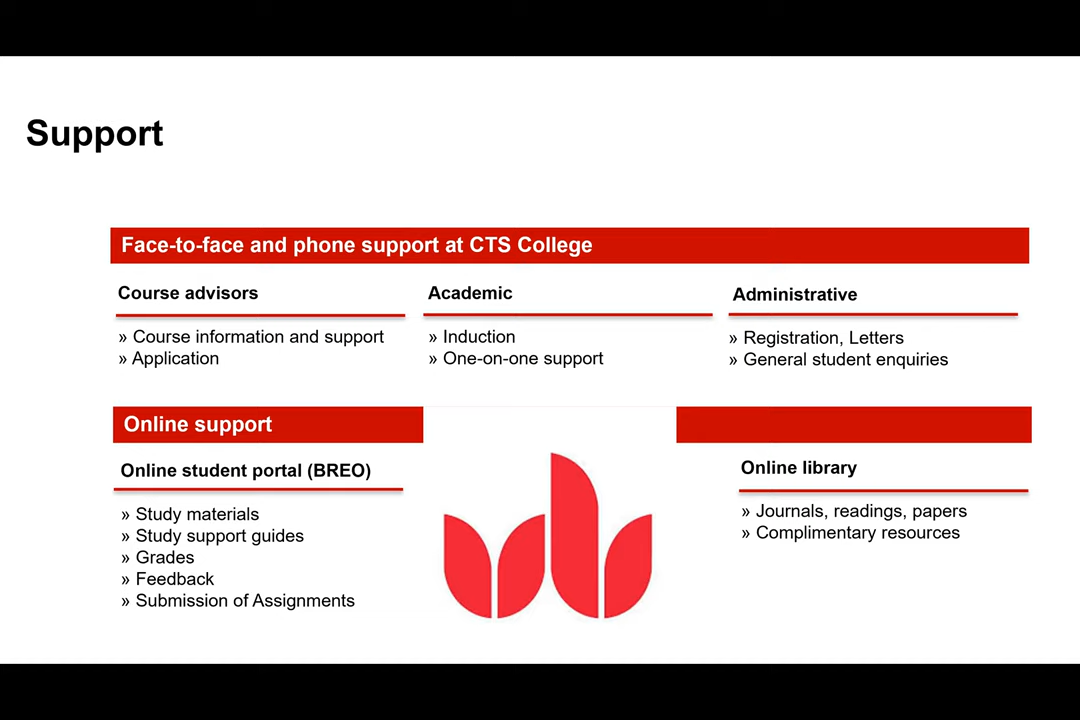 Support
Face-to-face and phone support at CTS College
Course advisors
» Course information and support
» Application
Academic
» Induction
» One-on-one support
Administrative
» Registration, Letters
» General student enquiries
Online support
Online student portal (BREO)
» Study materials
» Study support guides
» Grades
» Feedback
» Submission of Assignments
Online library
» Journals, readings, papers
» Complimentary resources